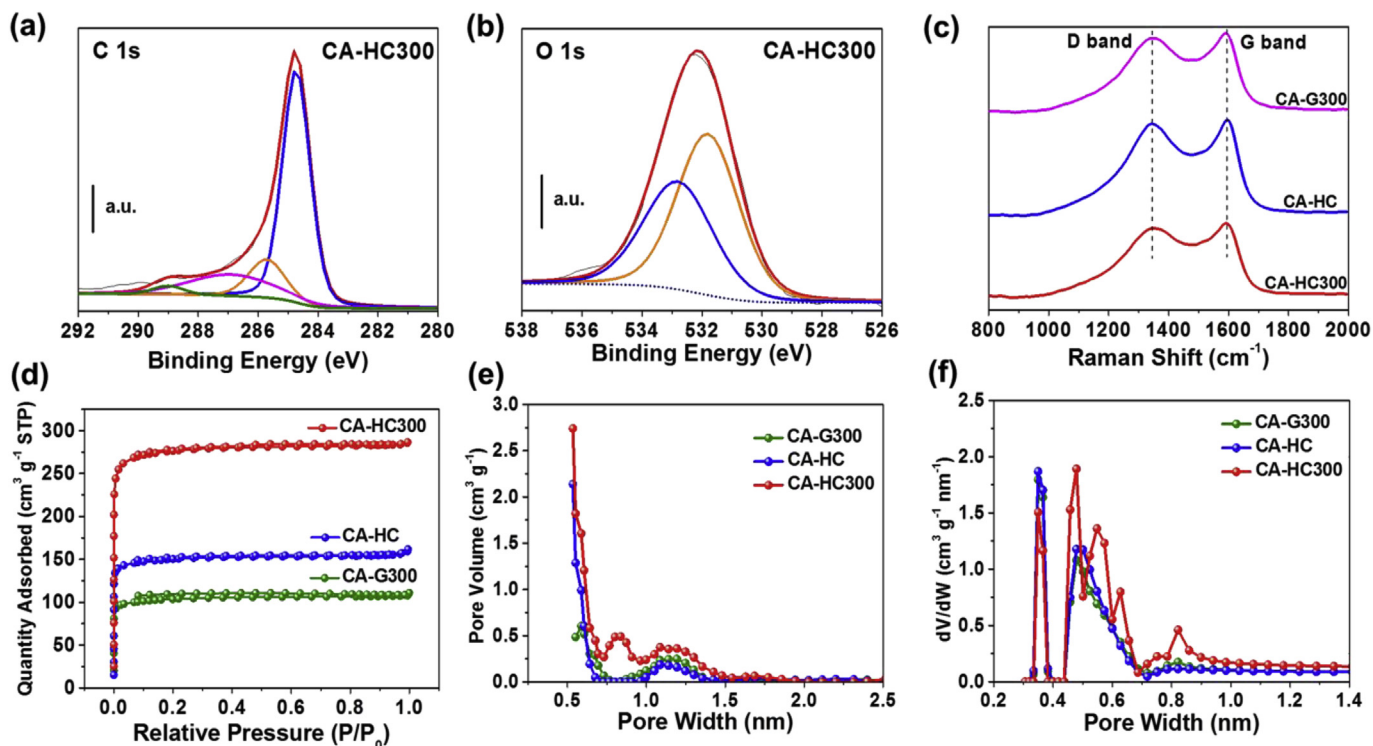 (a)
C 1s
CA-HC300
a.u.
292 290 288 286 284 282 280
Binding Energy (eV)
(b)
O 1s
CA-HC300
a.u.
538 536 534 532 530 528 526
Binding Energy (eV)
(c)
D band
G band
CA-G300
CA-HC
CA-HC300
800 1000 1200 1400 1600 1800 2000
Raman Shift (cm⁻¹)
(d)
Quantity Adsorbed (cm³ g⁻¹ STP)
300
250
200
150
100
50
0
CA-HC300
CA-HC
CA-G300
0.0 0.2 0.4 0.6 0.8 1.0
Relative Pressure (P/P₀)
(e)
Pore Volume (cm³ g⁻¹)
3.0
2.5
2.0
1.5
1.0
0.5
0.0
CA-G300
CA-HC
CA-HC300
0.5 1.0 1.5 2.0 2.5
Pore Width (nm)
(f)
dV/dW (cm³ g⁻¹ nm⁻¹)
2.5
2.0
1.5
1.0
0.5
0.0
CA-G300
CA-HC
CA-HC300
0.2 0.4 0.6 0.8 1.0 1.2 1.4
Pore Width (nm)